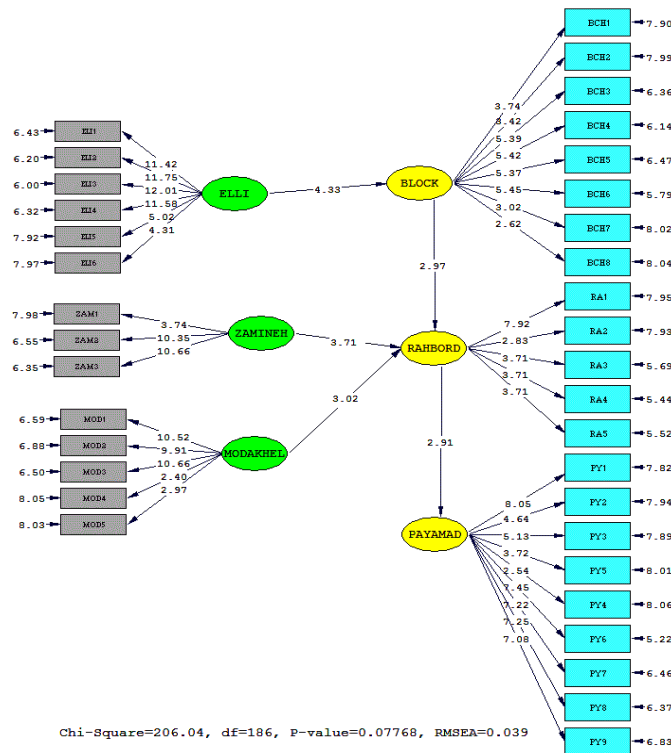 BCH1 7.90
BCH2 7.99
BCH3 6.36
BCH4 6.14
BCH5 6.47
BCH6 5.79
BCH7 8.02
BCH8 8.04
3.74
3.42
5.39
5.42
5.37
5.45
3.02
2.62
6.43 ELI1
6.20 ELI2
6.00 ELI3
6.32 ELI4
7.92 ELI5
7.97 ELI6
11.42
11.75
12.01
11.58
5.02
4.31
ELLI 4.33 BLOCK
2.97
7.98 ZAM1
6.55 ZAM2
6.35 ZAM3
3.74
10.35
10.66
ZAMINEH 3.71 RAHBORD
7.92
2.83
3.71
3.71
3.71
RA1 7.95
RA2 7.93
RA3 5.69
RA4 5.44
RA5 5.52
3.02
6.59 MOD1
6.88 MOD2
6.50 MOD3
8.05 MOD4
8.03 MOD5
10.52
9.91
10.66
2.40
2.97
MODAKHEL
2.91
PAYAMAD
8.05
4.64
5.13
3.72
2.54
7.45
7.22
7.25
7.08
PY1 7.82
PY2 7.94
PY3 7.89
PY5 8.01
PY4 8.06
PY6 5.22
PY7 6.46
PY8 6.37
PY9 6.83
Chi-Square=206.04, df=186, P-value=0.07768, RMSEA=0.039